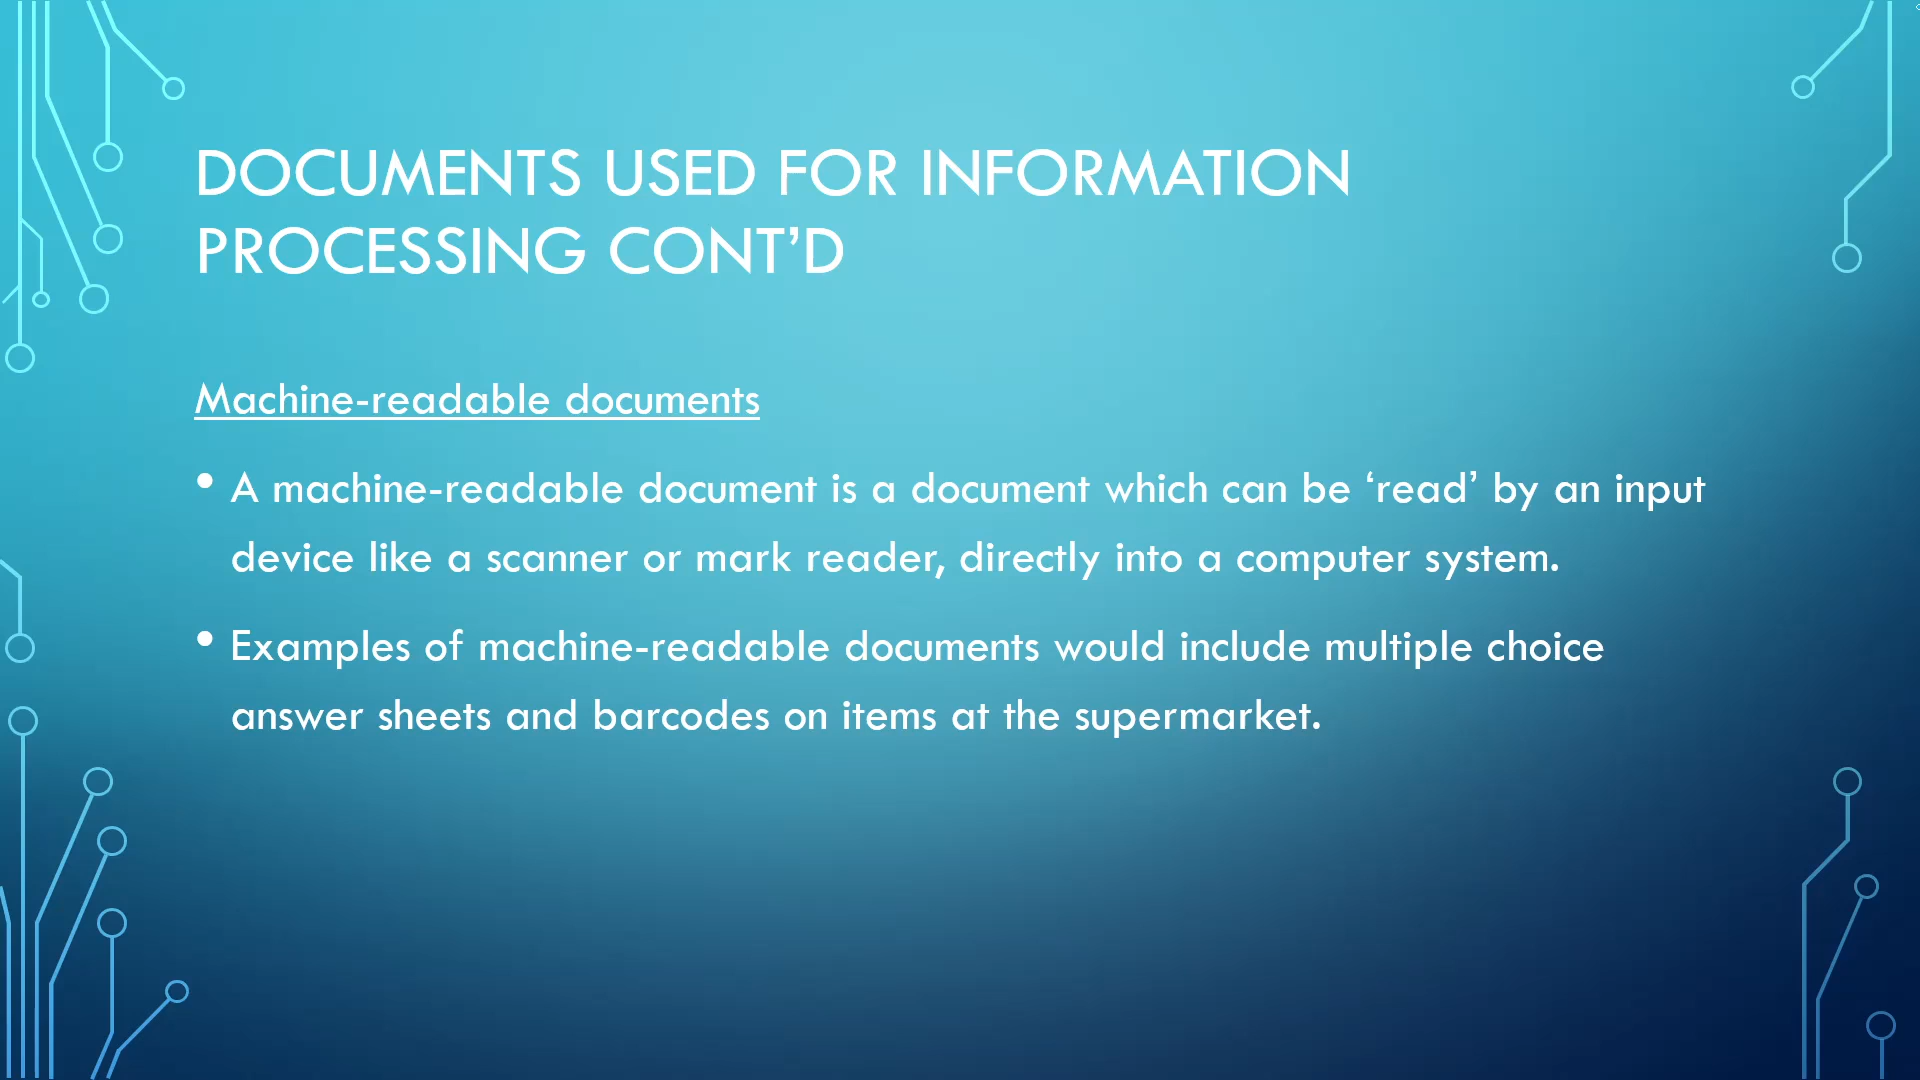 DOCUMENTS USED FOR INFORMATION
PROCESSING CONT’D
Machine-readable documents
• A machine-readable document is a document which can be ‘read’ by an input
device like a scanner or mark reader, directly into a computer system.
• Examples of machine-readable documents would include multiple choice
answer sheets and barcodes on items at the supermarket.